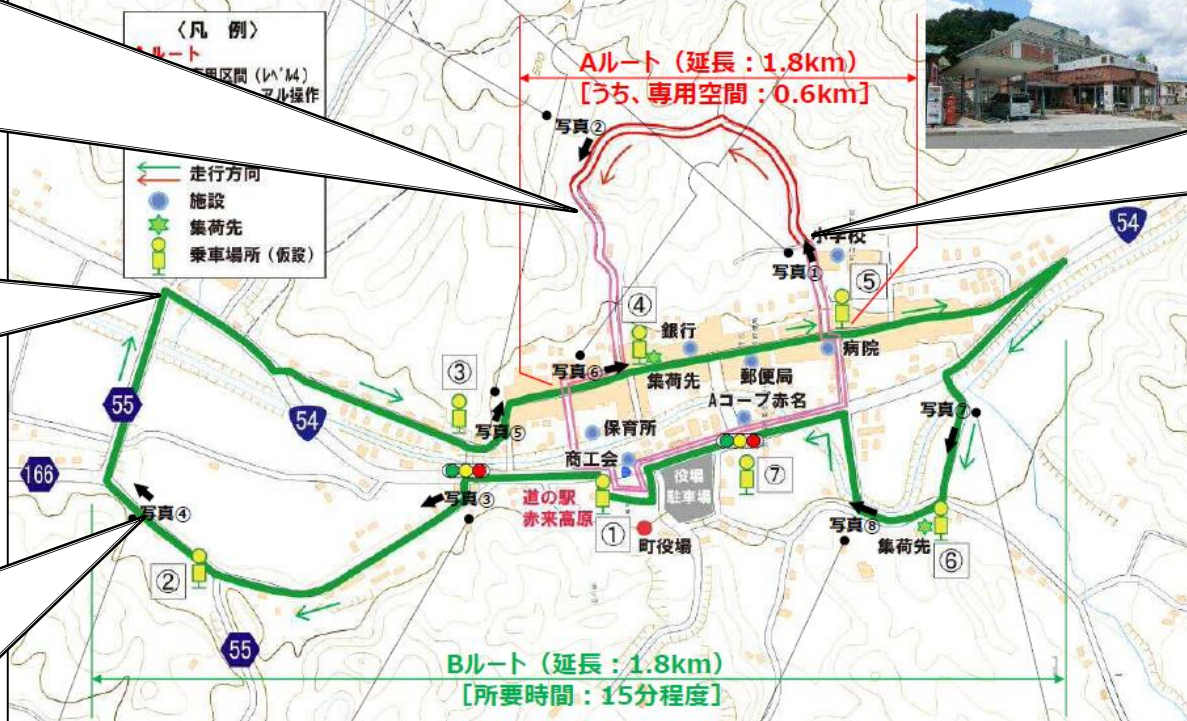 〈凡 例〉
ルート
用区間(レベル4)
アル操作
走行方向
施設
集荷先
乗車場所(仮設)
Aルート(延長:1.8km)
[うち、専用空間:0.6km]
500
写真②
写真①
小学校
54
⑤
④
銀行
病院
③
写真⑥
集荷先
郵便局
55
54
写真⑤
Aコープ赤名
写真⑦
保育所
166
商工会
写真③
道の駅
赤来高原
役場
駐車場
⑦
写真④
①
町役場
写真⑧
集荷先
⑥
②
55
Bルート(延長:1.8km)
[所要時間:15分程度]